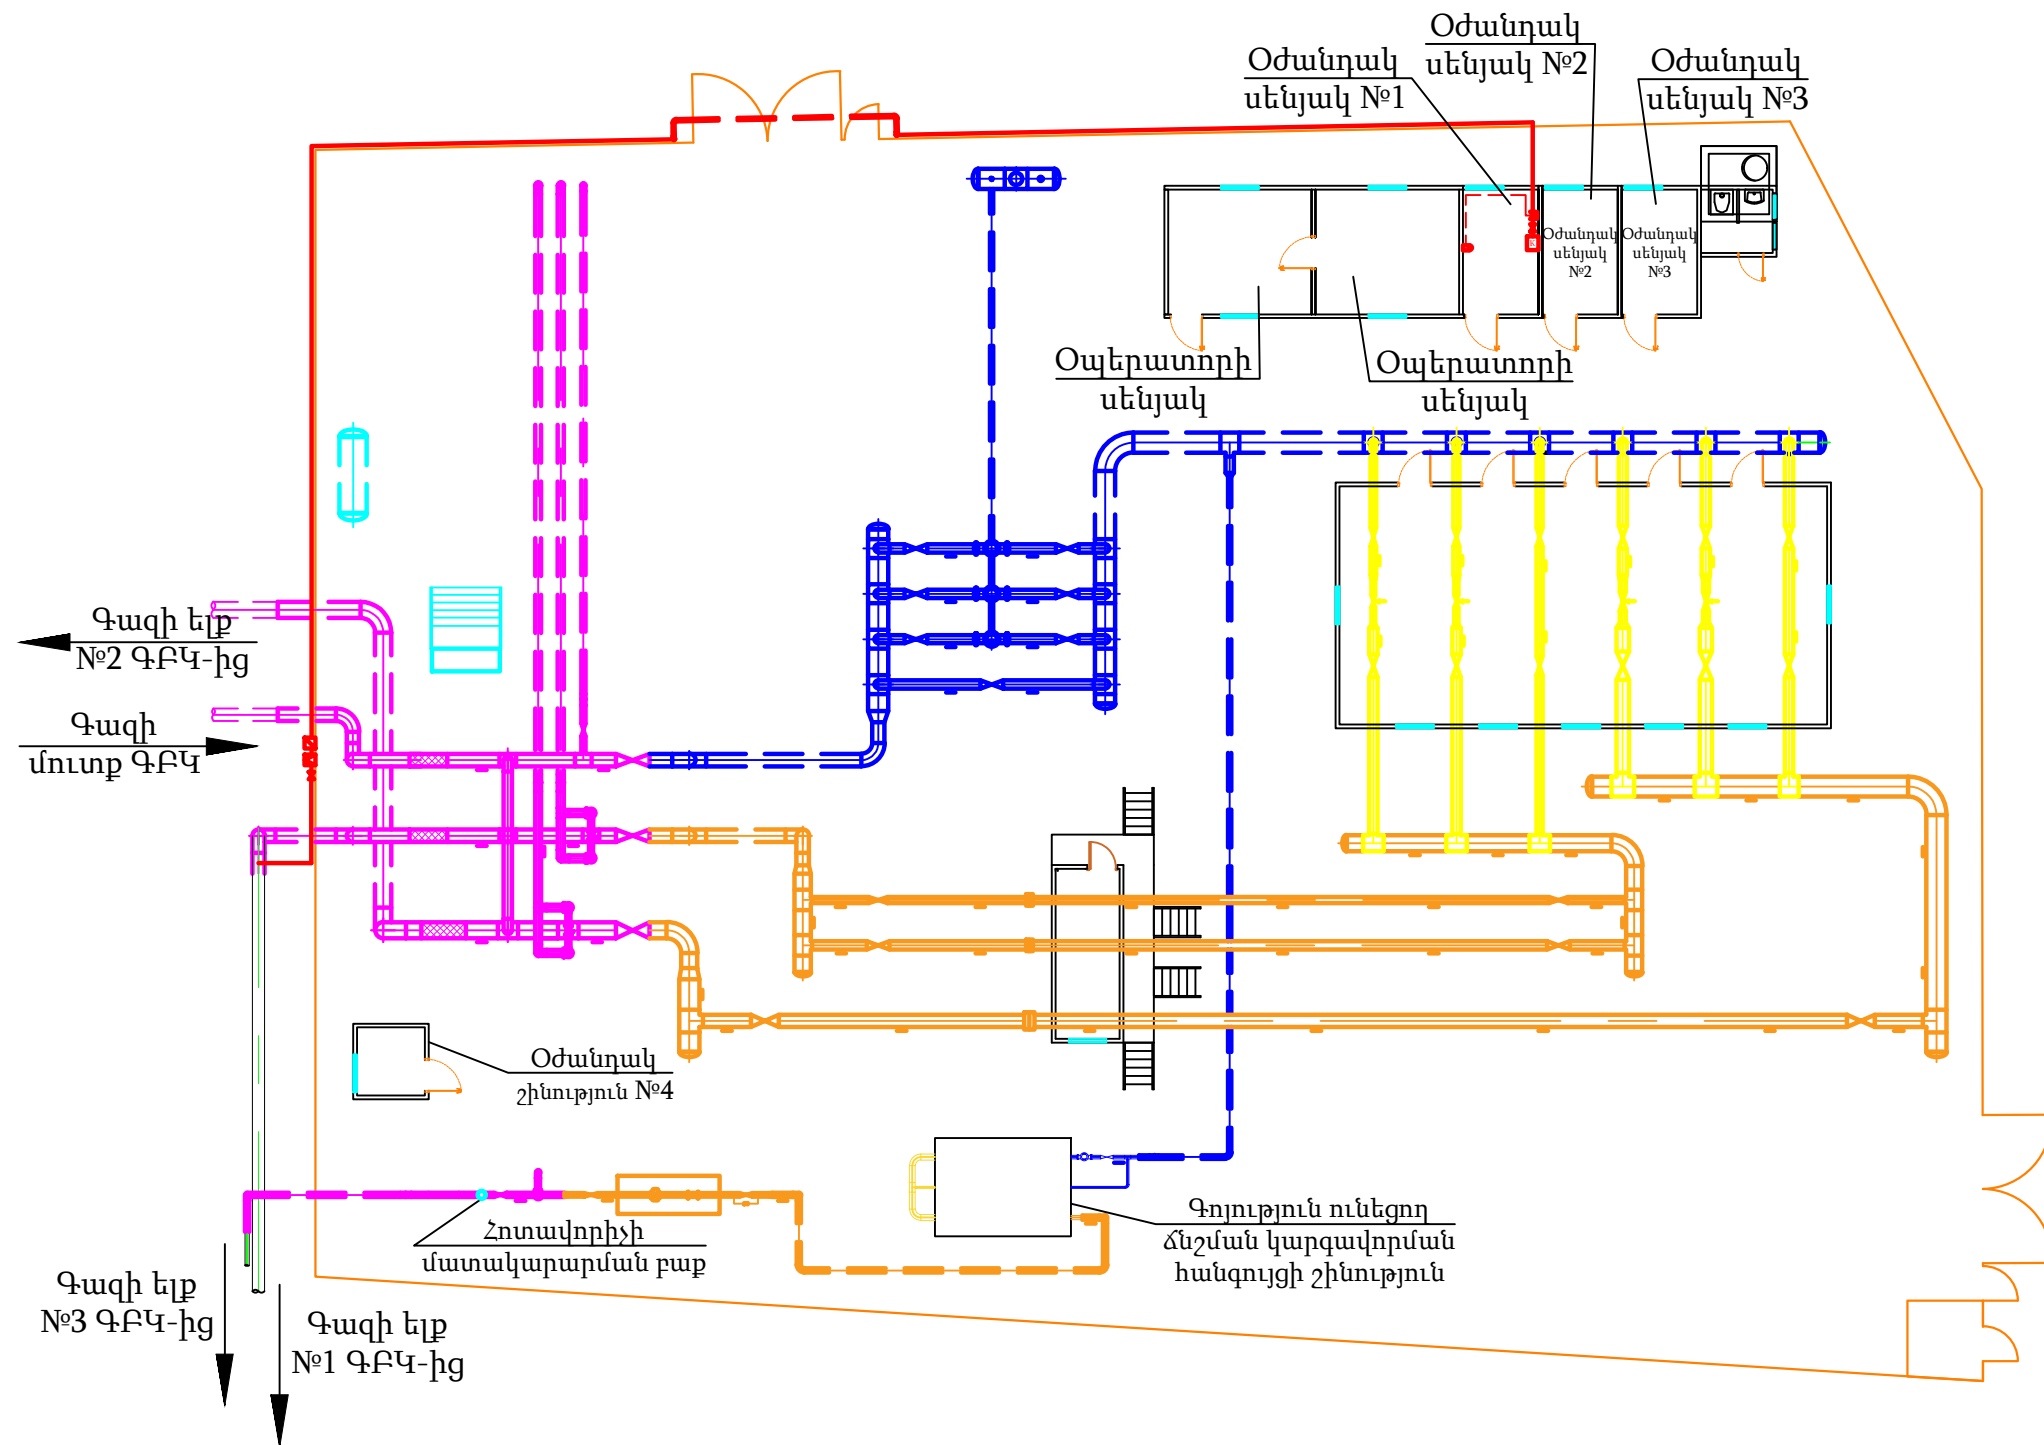 Օժանդակ
սենյակ №1
Օժանդակ
սենյակ №2
Օժանդակ
սենյակ №3
Օժանդակ
սենյակ
№2
Օժանդակ
սենյակ
№3
Օպերատորի
սենյակ
Օպերատորի
սենյակ
Գազի ելք
№2 ԳԲԿ-ից
Գազի
մուտք ԳԲԿ
Օժանդակ
շինություն №4
Հոտավորիչի
մատակարարման բաք
Գոյություն ունեցող
ճնշման կարգավորման
հանգույցի շինություն
Գազի ելք
№3 ԳԲԿ-ից
Գազի ելք
№1 ԳԲԿ-ից